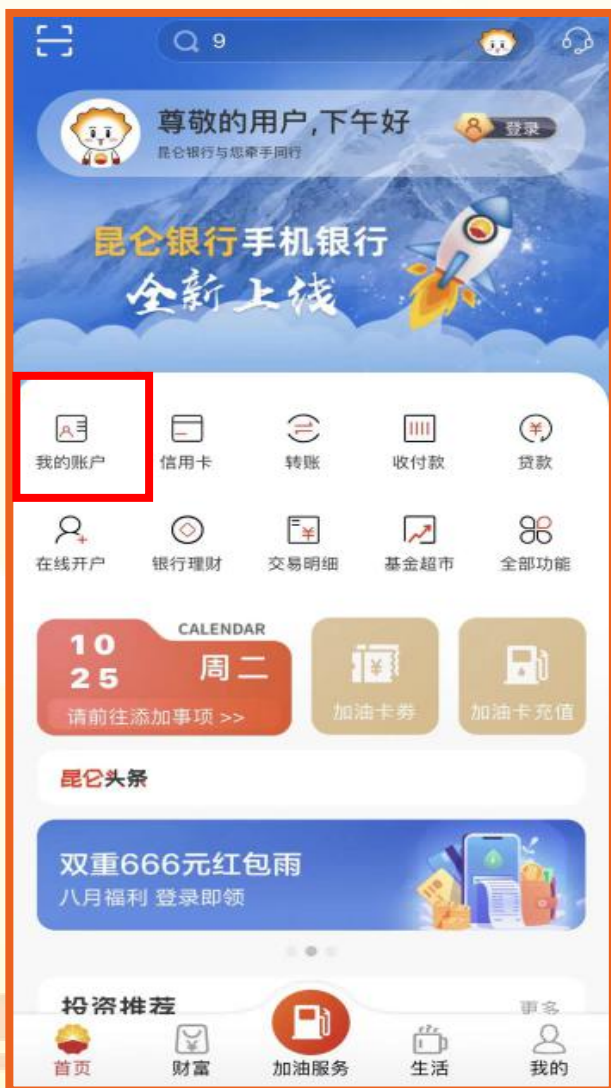 9
尊敬的用户,下午好
登录
昆仑银行与您牵手同行
昆仑银行手机银行
全新上线
我的账户
信用卡
转账
收付款
贷款
在线开户
银行理财
交易明细
基金超市
全部功能
CALENDAR
10
25
周二
请前往添加事项 >>
加油卡券
加油卡充值
昆仑头条
双重666元红包雨
八月福利 登录即领
投资推荐
更多
首页
财富
加油服务
生活
我的